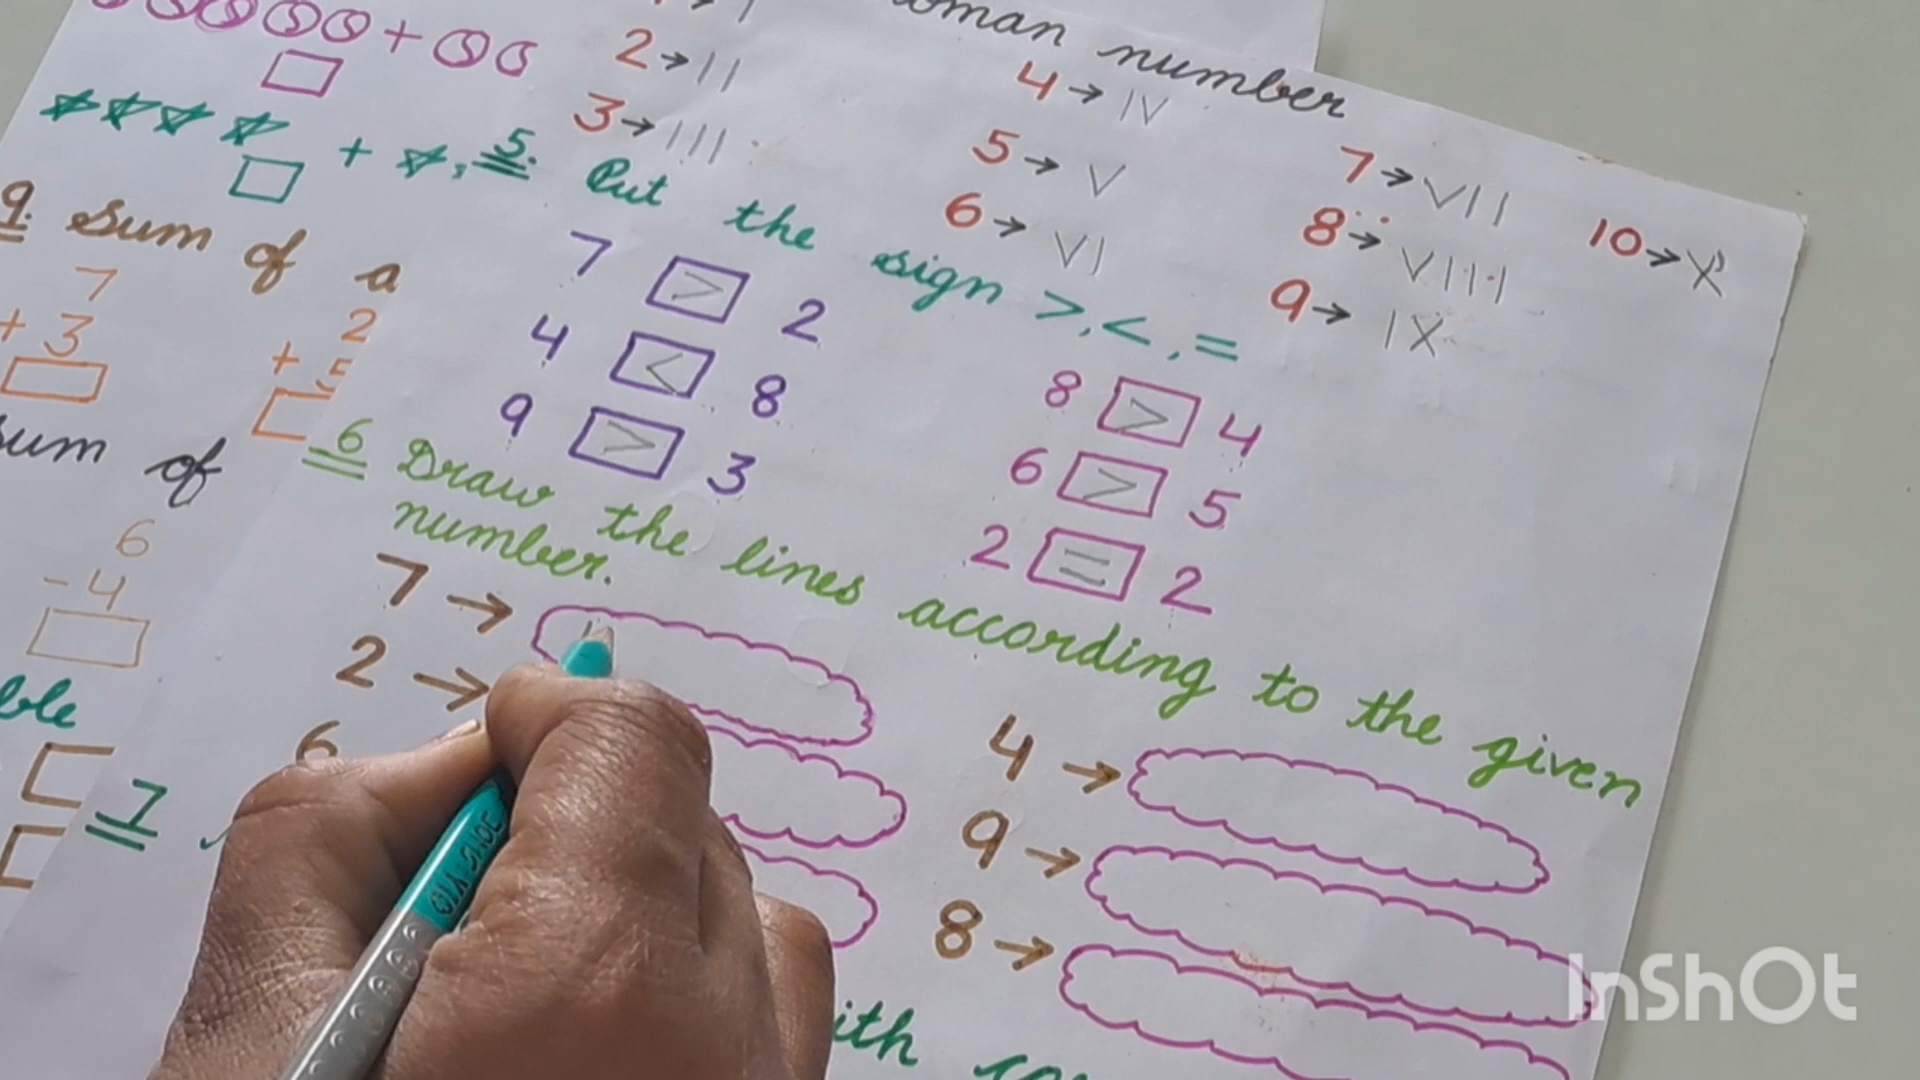 number
2→II
3→III
4→IV
5→V
6→VI
7→VII
8→VIII
9→IX
10→X
5. Put the sign >,<,=
7 > 2
4 < 8
9 > 3
8 > 4
6 > 5
2 = 2
6 Draw the lines according to the given
number.
7→
2→
6
4→
9→
8→
7
9. Sum of a
7
+ 3
2
+ 5
of
6
-4
InShOt